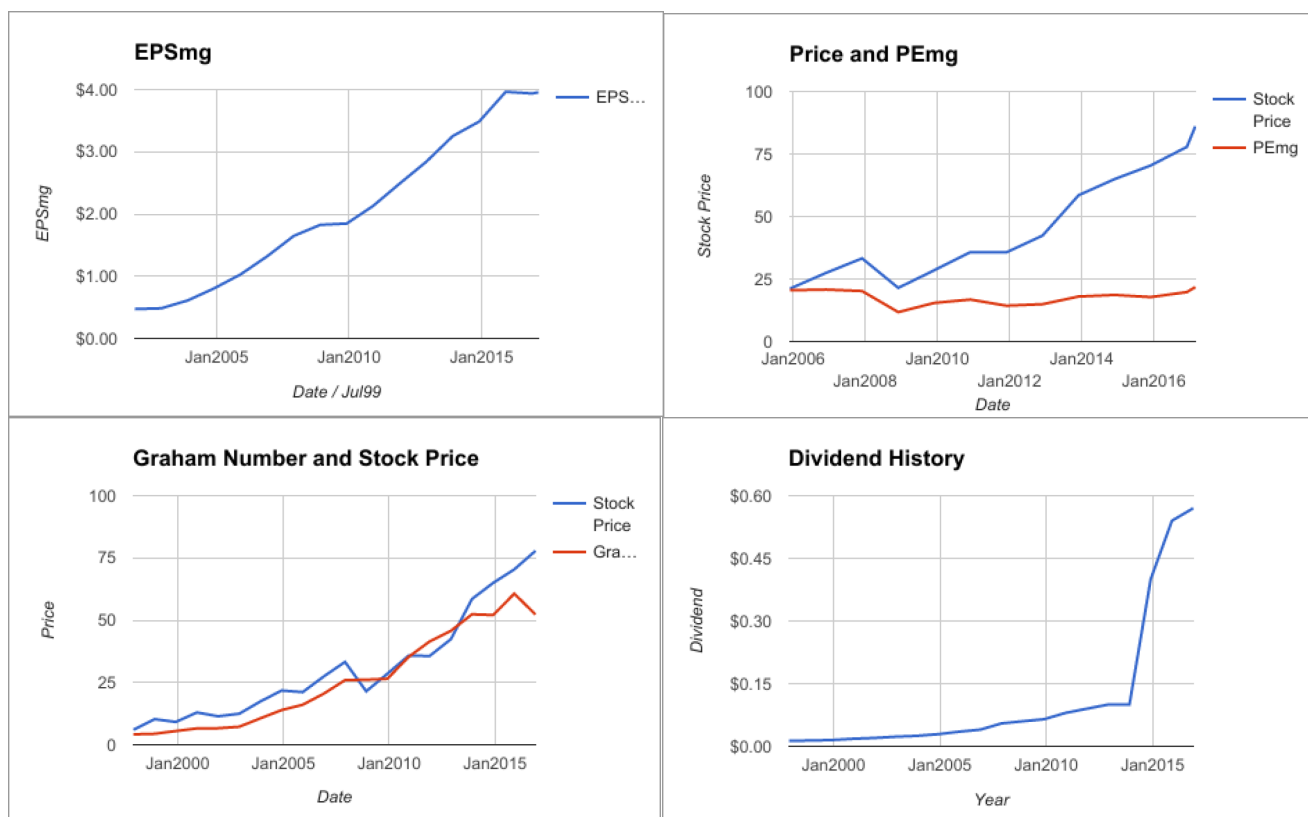 EPSmg
$4.00
$3.00
$2.00
$1.00
$0.00
EPSmg
Jan2005
Jan2010
Jan2015
Date / Jul99
EPS…
Price and PEmg
100
75
50
25
0
Stock Price
Jan2006
Jan2008
Jan2010
Jan2012
Jan2014
Jan2016
Date
Stock
Price
PEmg
Graham Number and Stock Price
100
75
50
25
0
Price
Jan2000
Jan2005
Jan2010
Jan2015
Date
Stock
Price
Gra…
Dividend History
$0.60
$0.45
$0.30
$0.15
$0.00
Dividend
Jan2000
Jan2005
Jan2010
Jan2015
Year